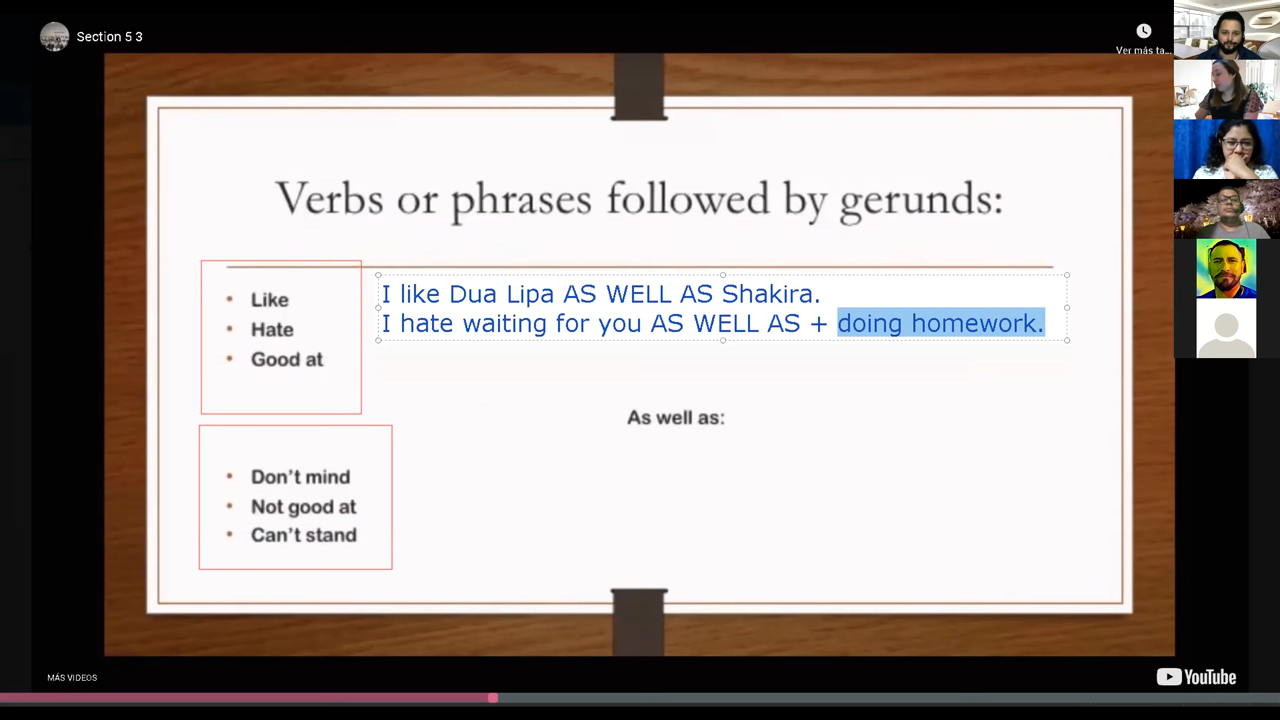 Section 5 3
Ver más ta...
Verbs or phrases followed by gerunds:
• Like
• Hate
• Good at
I like Dua Lipa AS WELL AS Shakira.
I hate waiting for you AS WELL AS + doing homework.
As well as:
• Don't mind
• Not good at
• Can't stand
MÁS VIDEOS
YouTube